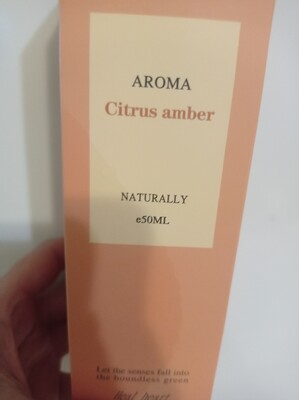 AROMA
Citrus amber
NATURALLY
e50ML
Let the senses fall into
the boundless green